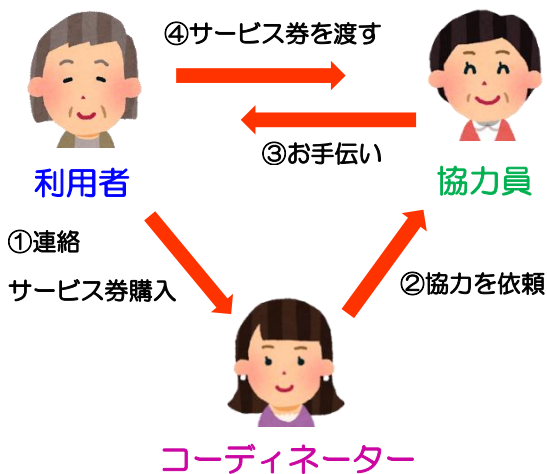 ④サービス券を渡す
③お手伝い
利用者
協力員
①連絡
サービス券購入
②協力を依頼
コーディネーター